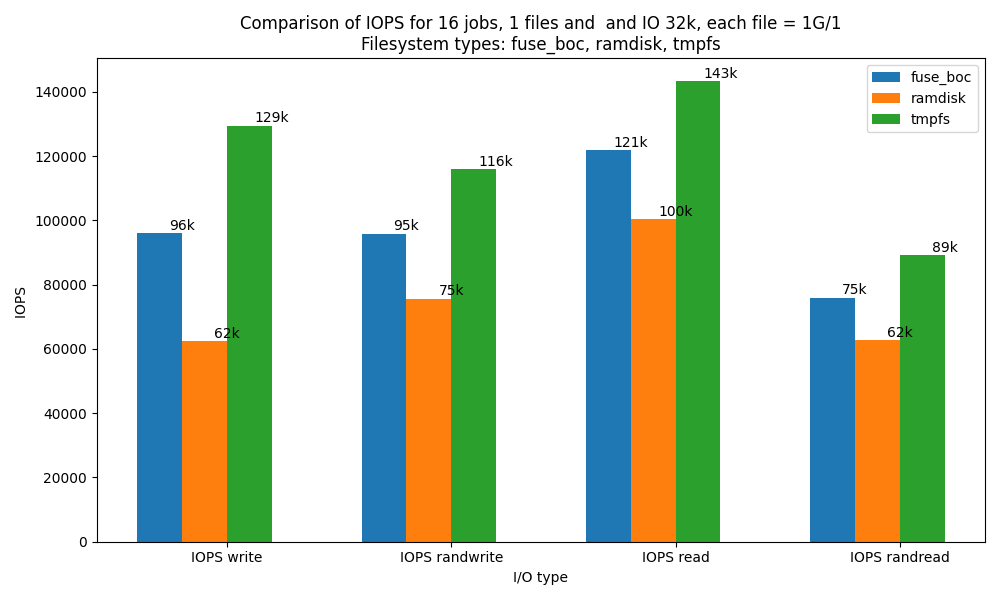 Comparison of IOPS for 16 jobs, 1 files and  and IO 32k, each file = 1G/1
Filesystem types: fuse_boc, ramdisk, tmpfs
fuse_boc
ramdisk
tmpfs
IOPS
140000
120000
100000
80000
60000
40000
20000
0
96k
62k
129k
95k
75k
116k
121k
100k
143k
75k
62k
89k
IOPS write
IOPS randwrite
IOPS read
IOPS randread
I/O type